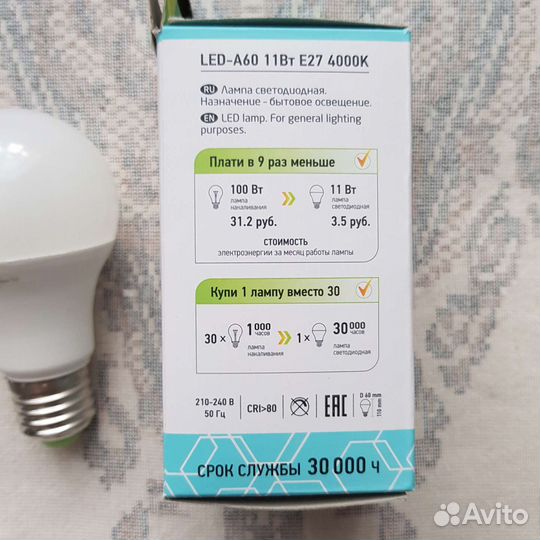 LED-A60 11Вт E27 4000K
RU Лампа светодиодная.
Назначение - бытовое освещение.
EN LED lamp. For general lighting
purposes.
Плати в 9 раз меньше
100 Вт
лампа
накаливания
31.2 руб.
11 Вт
лампа
светодиодная
3.5 руб.
СТОИМОСТЬ
электроэнергии за месяц работы лампы
Купи 1 лампу вместо 30
30 ×
1 000
часов
лампа
накаливания
1 ×
30 000
часов
лампа
светодиодная
210-240 В
50 Гц
CRI>80
EAC
D 60 mm
110 mm
СРОК СЛУЖБЫ 30 000 Ч
Avito